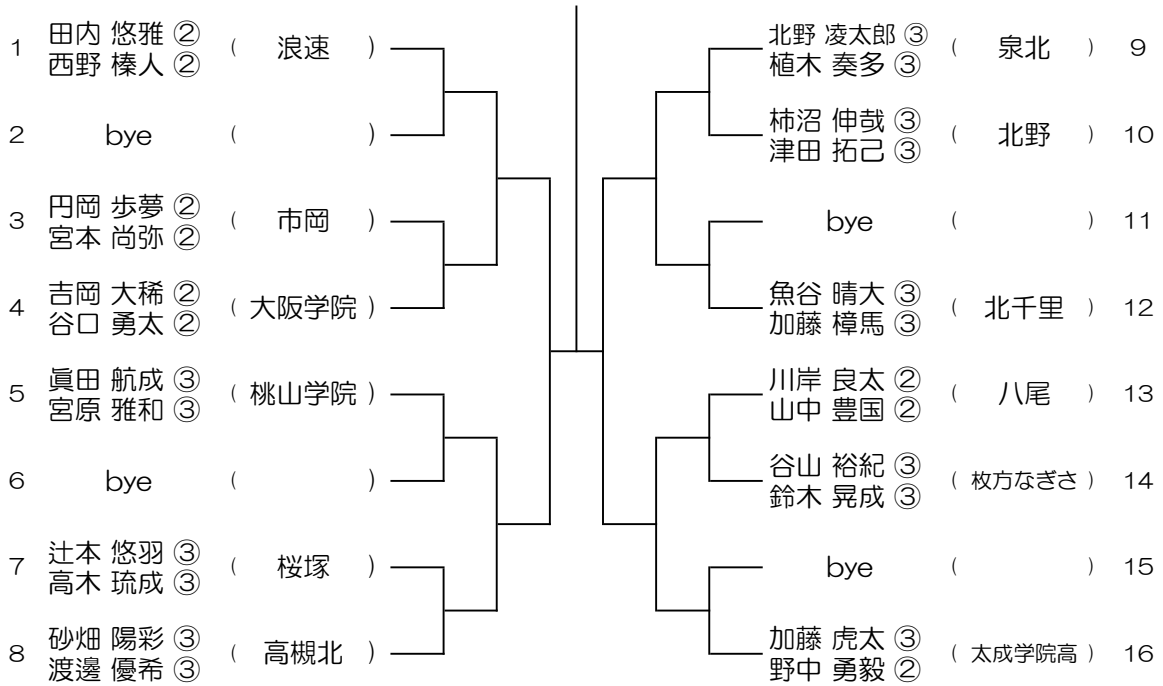 1 田内 悠雅 ② ( 浪速 )
西野 榛人 ②
2 bye ( )
3 円岡 歩夢 ② ( 市岡 )
宮本 尚弥 ②
4 吉岡 大稀 ② ( 大阪学院 )
谷口 勇太 ②
5 眞田 航成 ③ ( 桃山学院 )
宮原 雅和 ③
6 bye ( )
7 辻本 悠羽 ③ ( 桜塚 )
高木 琉成 ③
8 砂畑 陽彩 ③ ( 高槻北 )
渡邊 優希 ③
北野 凌太郎 ③ ( 泉北 ) 9
植木 奏多 ③
柿沼 伸哉 ③ ( 北野 ) 10
津田 拓己 ③
bye ( ) 11
魚谷 晴大 ③ ( 北千里 ) 12
加藤 樟馬 ③
川岸 良太 ② ( 八尾 ) 13
山中 豊国 ②
谷山 裕紀 ③ ( 枚方なぎさ ) 14
鈴木 晃成 ③
bye ( ) 15
加藤 虎太 ③ ( 太成学院高 ) 16
野中 勇毅 ②